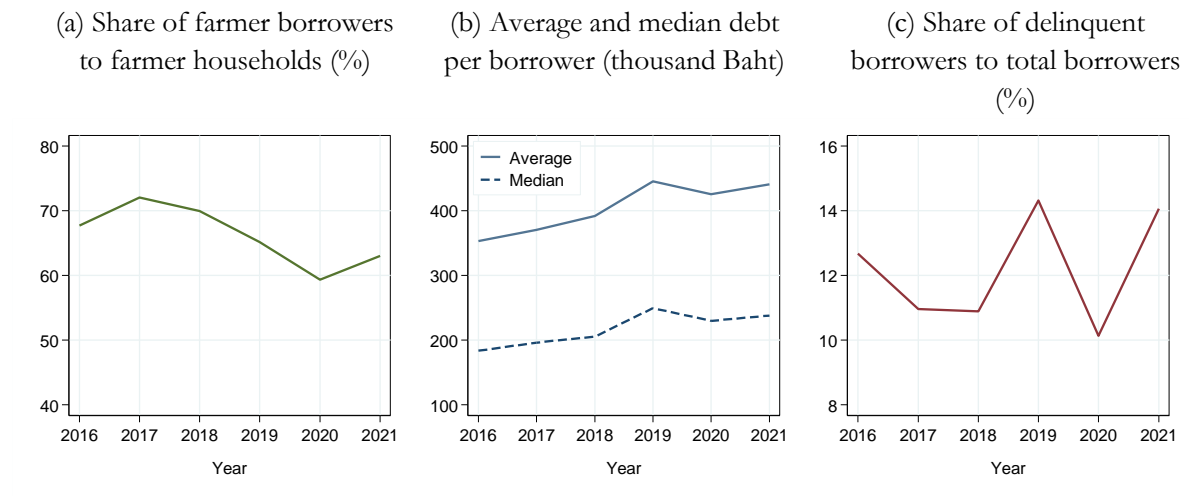 (a) Share of farmer borrowers
to farmer households (%)
80
70
60
50
40
2016 2017 2018 2019 2020 2021
Year
(b) Average and median debt
per borrower (thousand Baht)
500
400
300
200
100
Average
Median
2016 2017 2018 2019 2020 2021
Year
(c) Share of delinquent
borrowers to total borrowers
(%)
16
14
12
10
8
2016 2017 2018 2019 2020 2021
Year